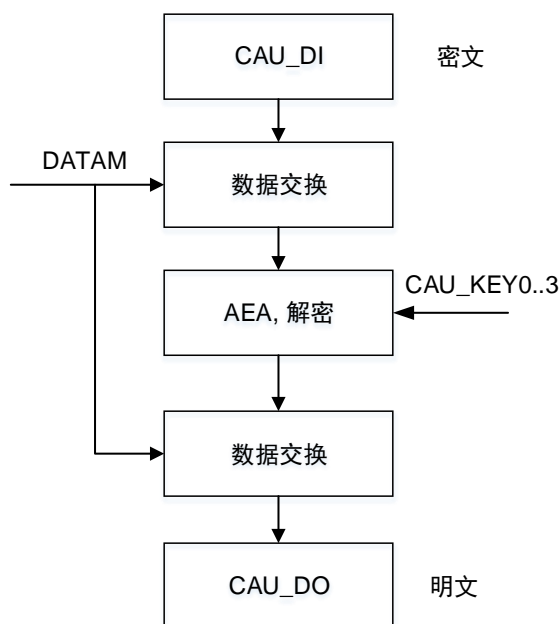 CAU_DI
密文
DATAM
数据交换
CAU_KEY0..3
AEA, 解密
数据交换
CAU_DO
明文